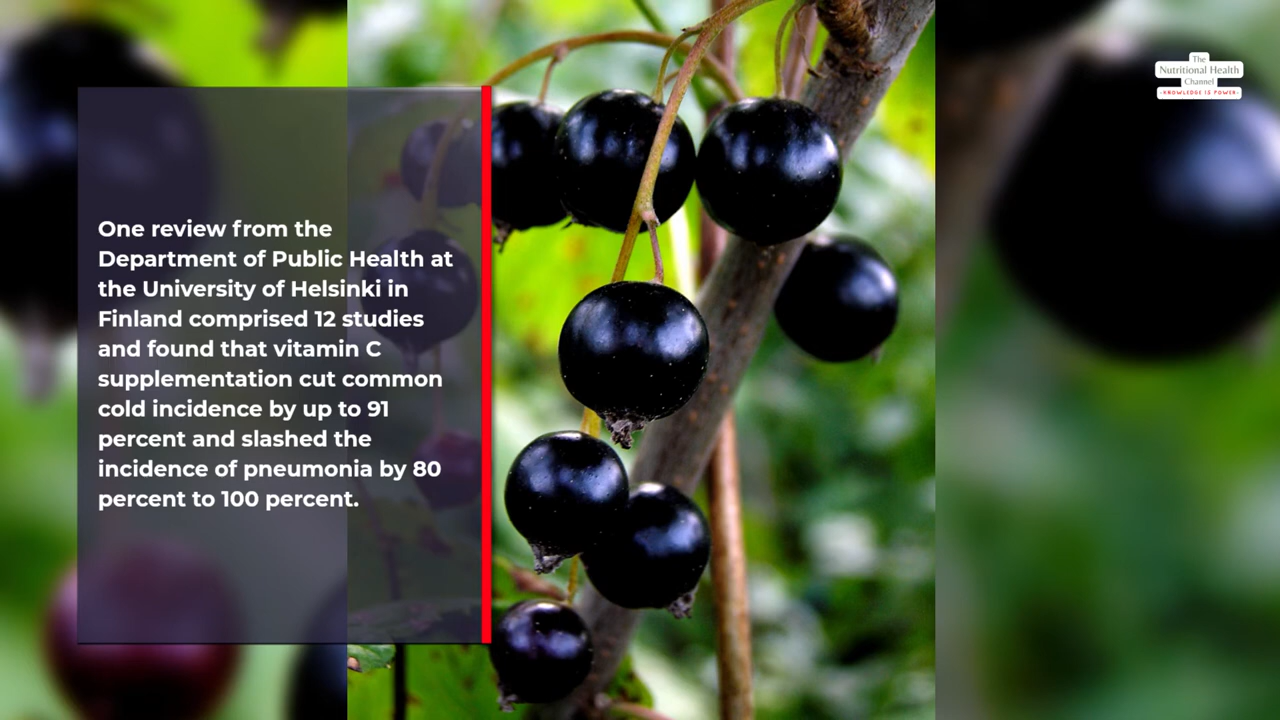 One review from the
Department of Public Health at
the University of Helsinki in
Finland comprised 12 studies
and found that vitamin C
supplementation cut common
cold incidence by up to 91
percent and slashed the
incidence of pneumonia by 80
percent to 100 percent.
The
Nutritional Health
Channel
- KNOWLEDGE IS POWER -